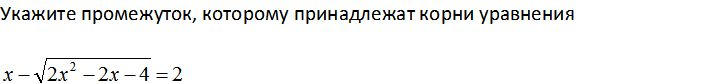 Укажите промежуток, которому принадлежат корни уравнения
x − √(2x² − 2x − 4) = 2